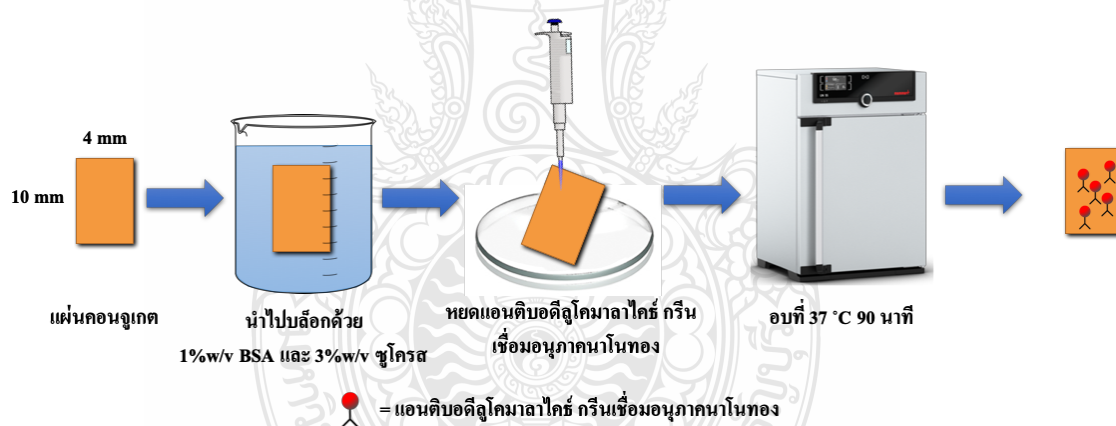 4 mm
10 mm
แผ่นคอนจูเกต
นำไปบล็อกด้วย
1%w/v BSA และ 3%w/v ซูโครส
หยดแอนติบอดีลูโคมาลาไคธ์ กรีน
เชื่อมอนุภาคนาโนทอง
อบที่ 37 ˚C 90 นาที
= แอนติบอดีลูโคมาลาไคธ์ กรีนเชื่อมอนุภาคนาโนทอง